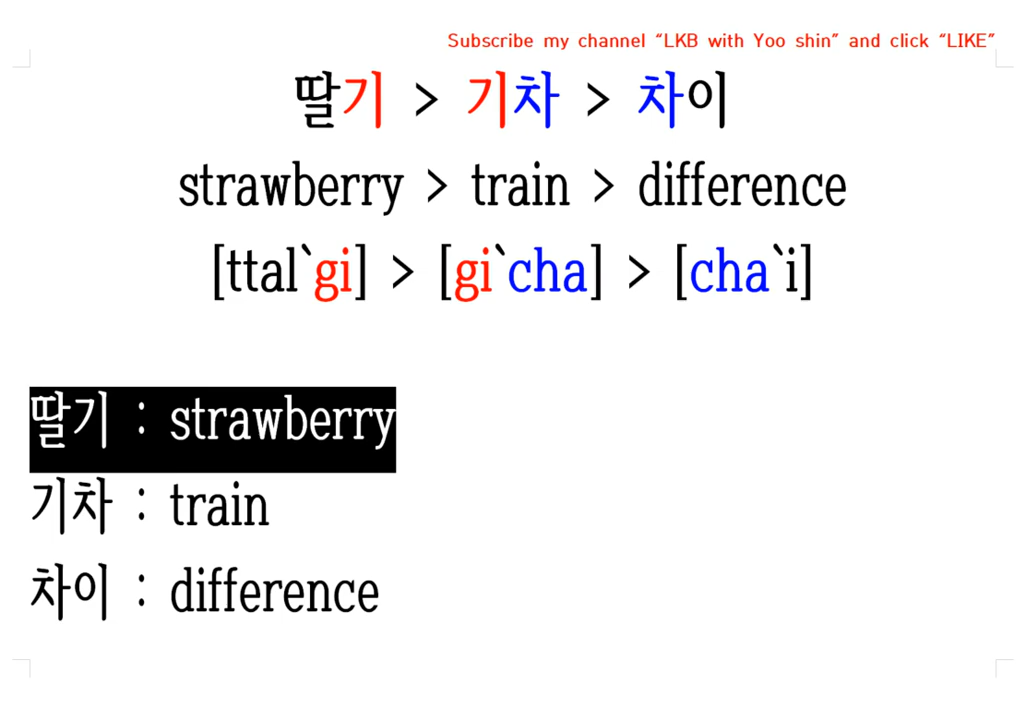 Subscribe my channel “LKB with Yoo shin” and click “LIKE”
딸기 > 기차 > 차이
strawberry > train > difference
[ttal`gi] > [gi`cha] > [cha`i]
딸기 : strawberry
기차 : train
차이 : difference